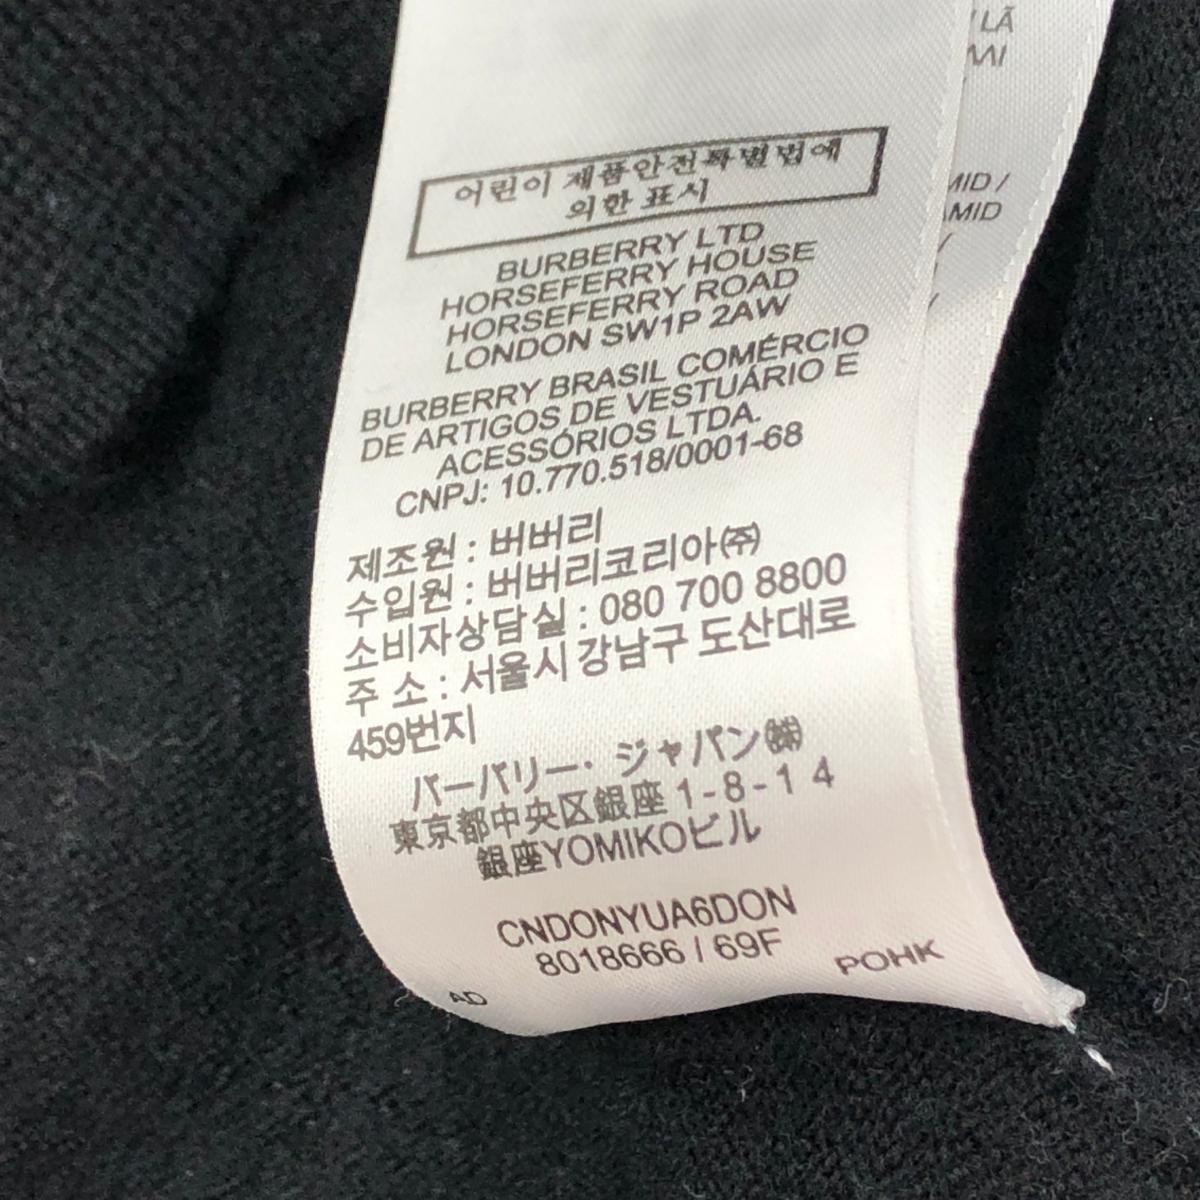 어린이 제품안전특별법에
의한 표시
BURBERRY LTD
HORSEFERRY HOUSE
HORSEFERRY ROAD
LONDON SW1P 2AW
BURBERRY BRASIL COMÉRCIO
DE ARTIGOS DE VESTUÁRIO E
ACESSÓRIOS LTDA.
CNPJ: 10.770.518/0001-68
제조원 : 버버리
수입원 : 버버리코리아㈜
소비자상담실 : 080 700 8800
주 소 : 서울시 강남구 도산대로
459번지
バーバリー・ジャパン㈱
東京都中央区銀座 1-8-14
銀座YOMIKOビル
CNDONYUA6DON
8018666 / 69F
POHK
AD
/ LÃ
MID /
AMID
/
/